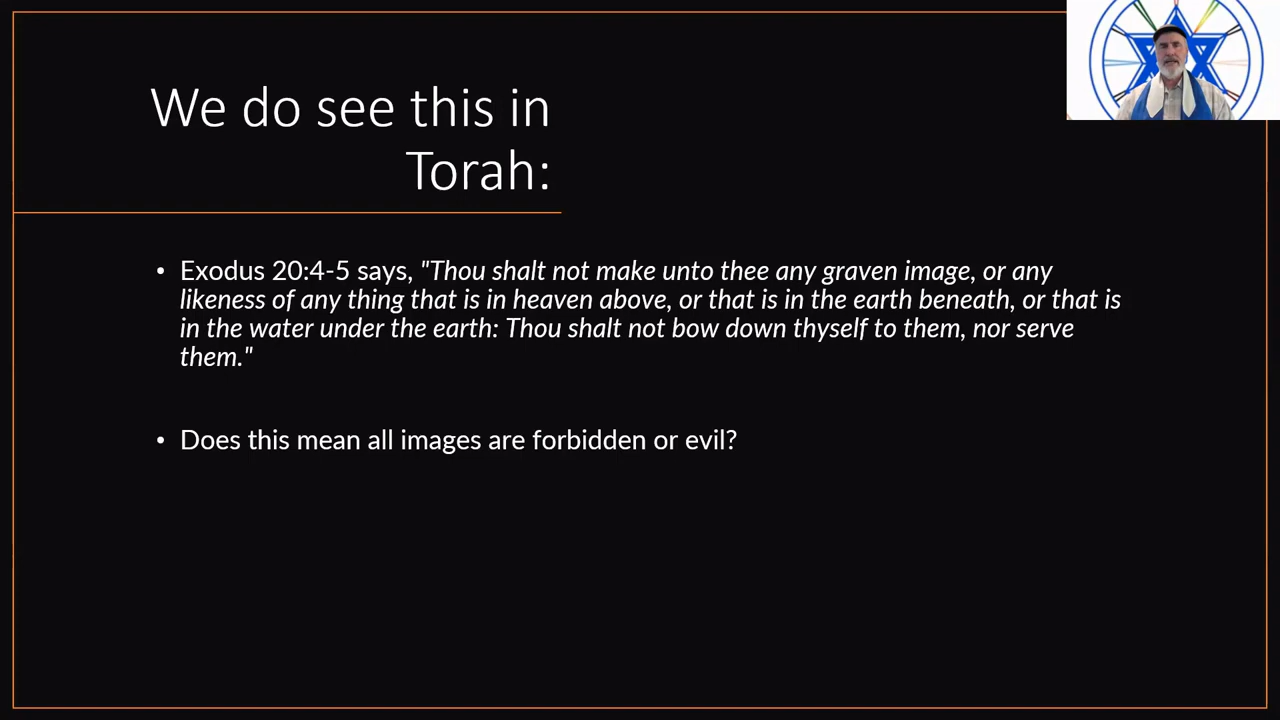 We do see this in
Torah:
• Exodus 20:4-5 says, "Thou shalt not make unto thee any graven image, or any
likeness of any thing that is in heaven above, or that is in the earth beneath, or that is
in the water under the earth: Thou shalt not bow down thyself to them, nor serve
them."
• Does this mean all images are forbidden or evil?